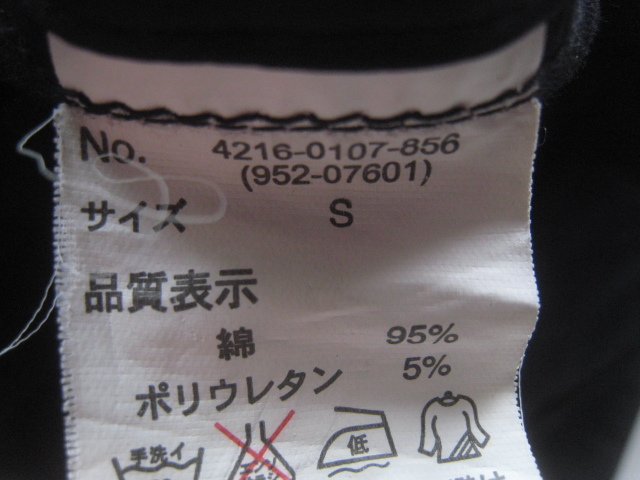 No. 4216-0107-856
(952-07601)
サイズ S
品質表示
綿 95%
ポリウレタン 5%
手洗イ
低